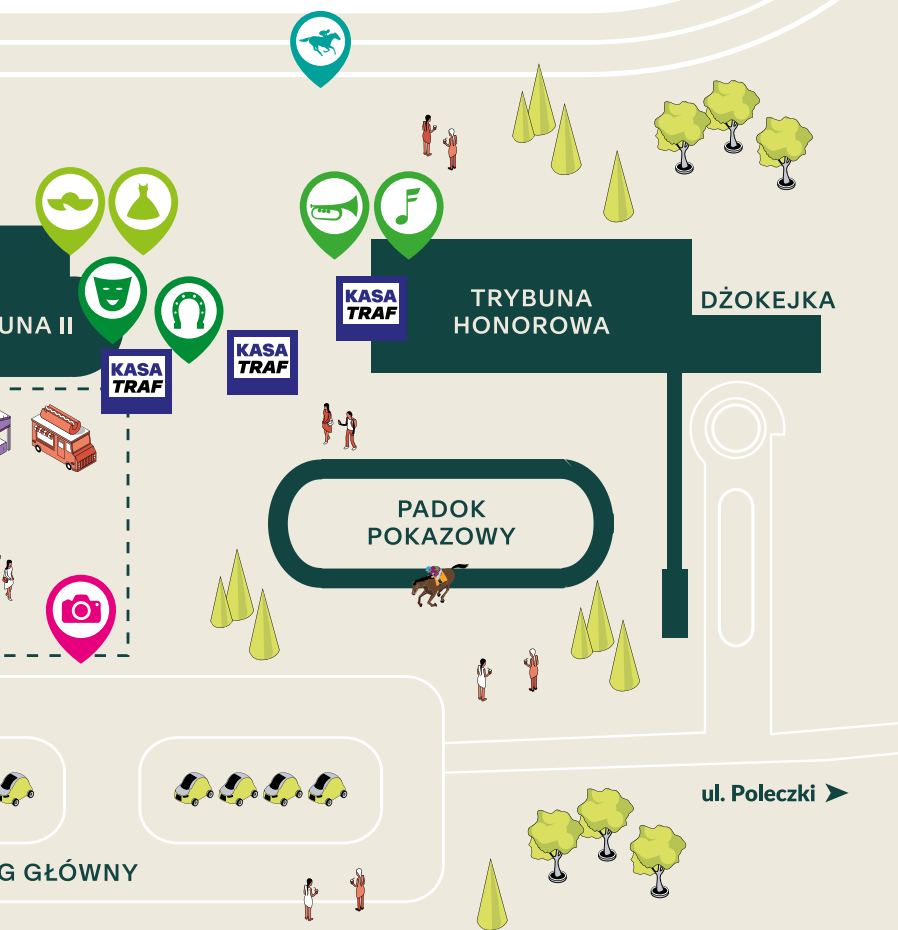 TRYBUNA
HONOROWA
DŻOKEJKA
UNA II
KASA
TRAF
KASA
TRAF
KASA
TRAF
PADOK
POKAZOWY
ul. Poleczki
G GŁÓWNY